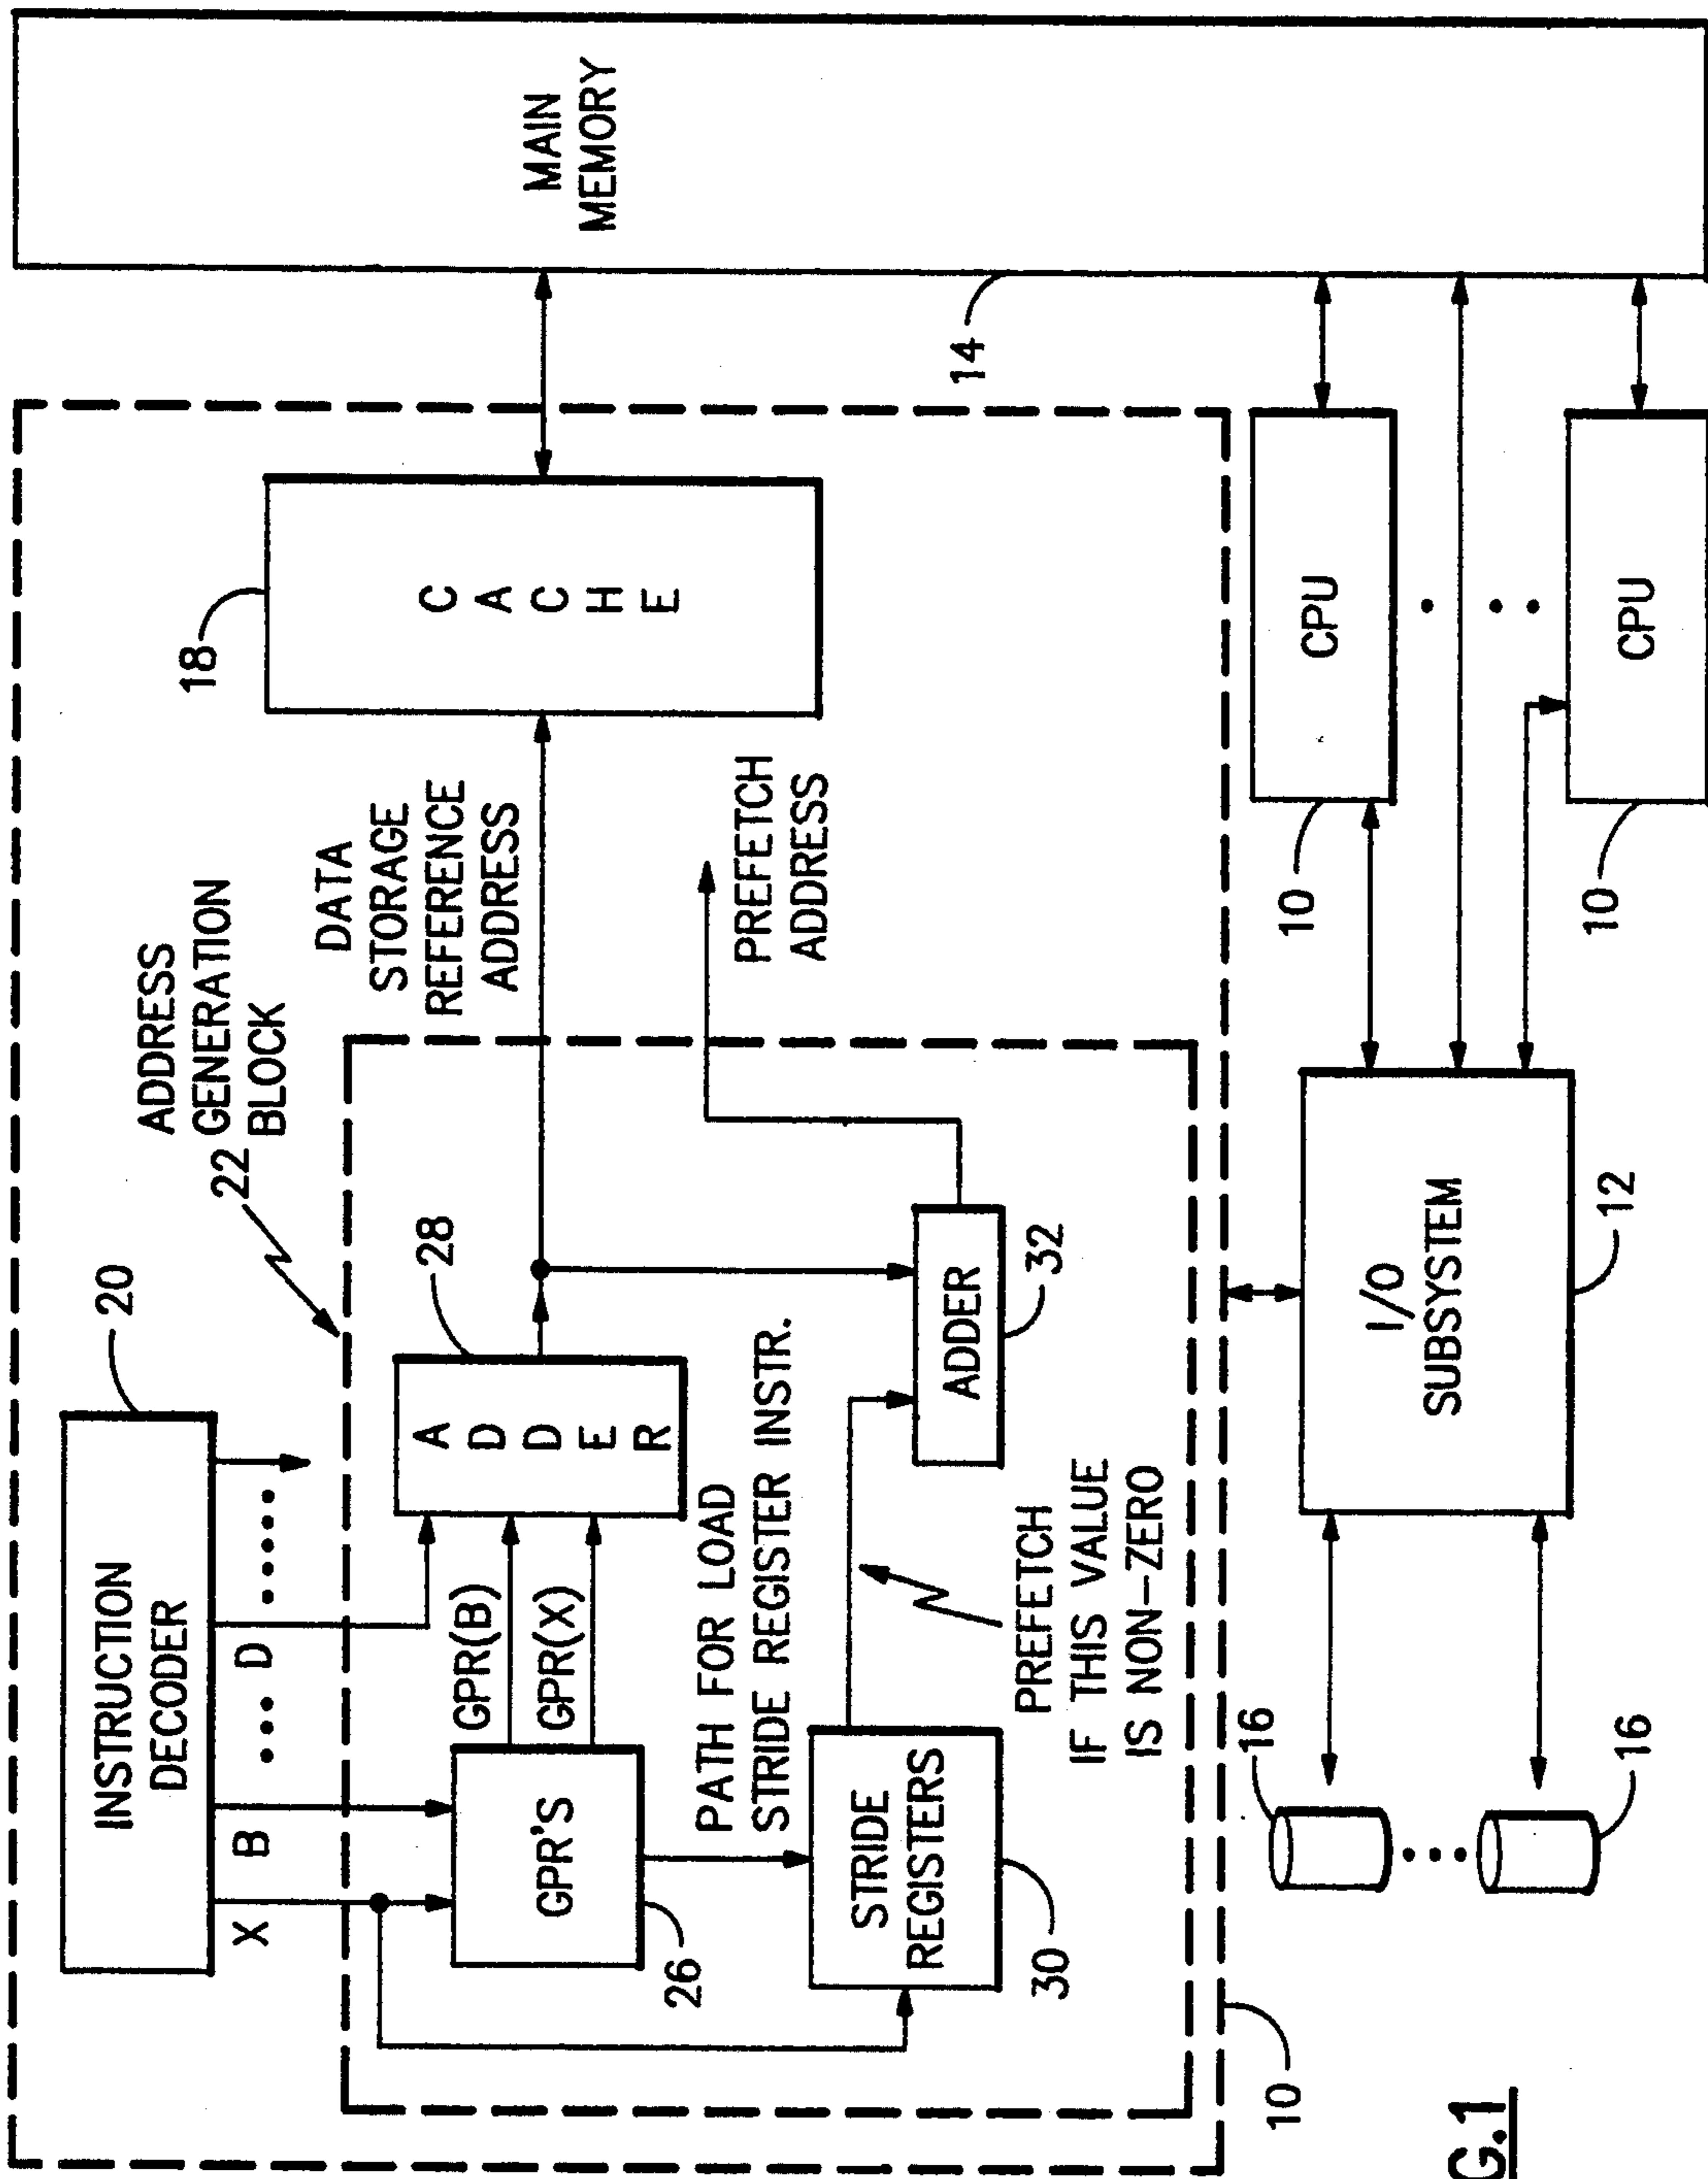 INSTRUCTION
DECODER
20
X
B
D
22
ADDRESS
GENERATION
BLOCK
GPR'S
26
GPR(B)
GPR(X)
A
D
D
E
R
28
PATH FOR LOAD
STRIDE REGISTER INSTR.
STRIDE
REGISTERS
30
PREFETCH
IF THIS VALUE
IS NON-ZERO
ADDER
32
DATA
STORAGE
REFERENCE
ADDRESS
PREFETCH
ADDRESS
18
C
A
C
H
E
MAIN
MEMORY
14
10
16
16
I/O
SUBSYSTEM
12
CPU
10
CPU
10
G.1